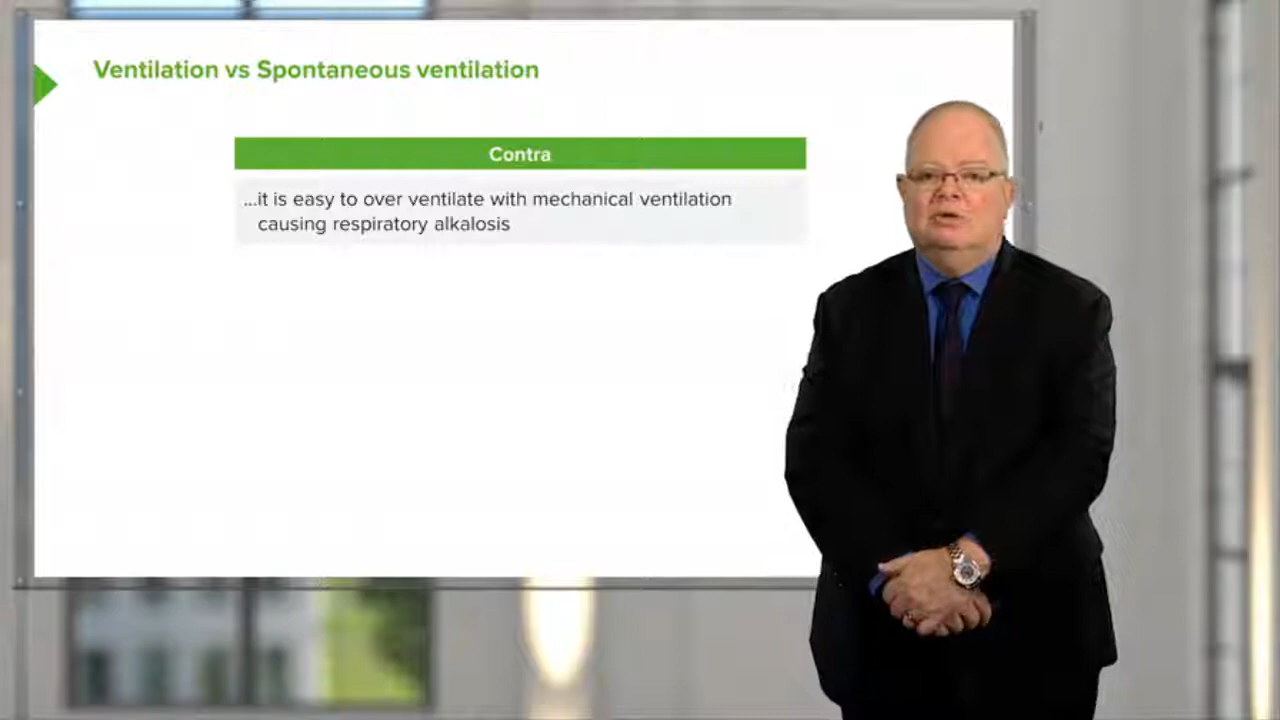 Ventilation vs Spontaneous ventilation
Contra
...it is easy to over ventilate with mechanical ventilation
causing respiratory alkalosis